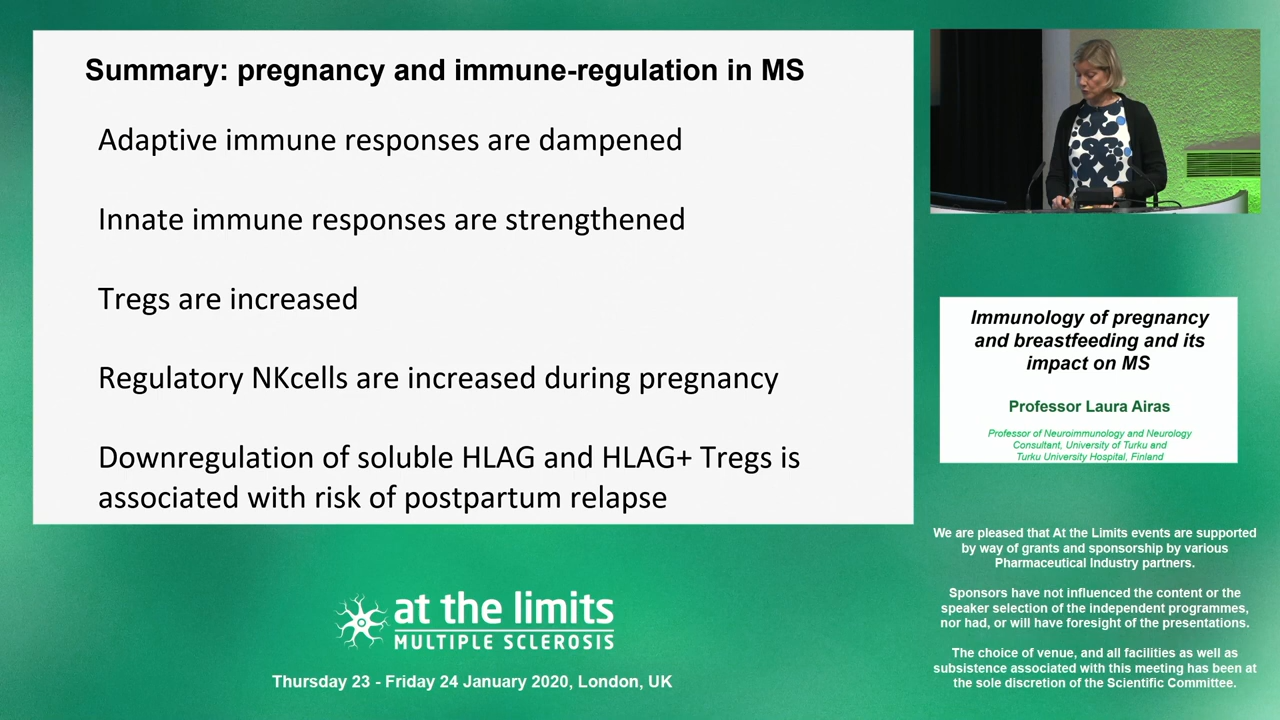 Summary: pregnancy and immune-regulation in MS
Adaptive immune responses are dampened
Innate immune responses are strengthened
Tregs are increased
Regulatory NKcells are increased during pregnancy
Downregulation of soluble HLAG and HLAG+ Tregs is
associated with risk of postpartum relapse
at the limits
MULTIPLE SCLEROSIS
Thursday 23 - Friday 24 January 2020, London, UK
Immunology of pregnancy
and breastfeeding and its
impact on MS
Professor Laura Airas
Professor of Neuroimmunology and Neurology
Consultant, University of Turku and
Turku University Hospital, Finland
We are pleased that At the Limits events are supported
by way of grants and sponsorship by various
Pharmaceutical Industry partners.
Sponsors have not influenced the content or the
speaker selection of the independent programmes,
nor had, or will have foresight of the presentations.
The choice of venue, and all facilities as well as
subsistence associated with this meeting has been at
the sole discretion of the Scientific Committee.